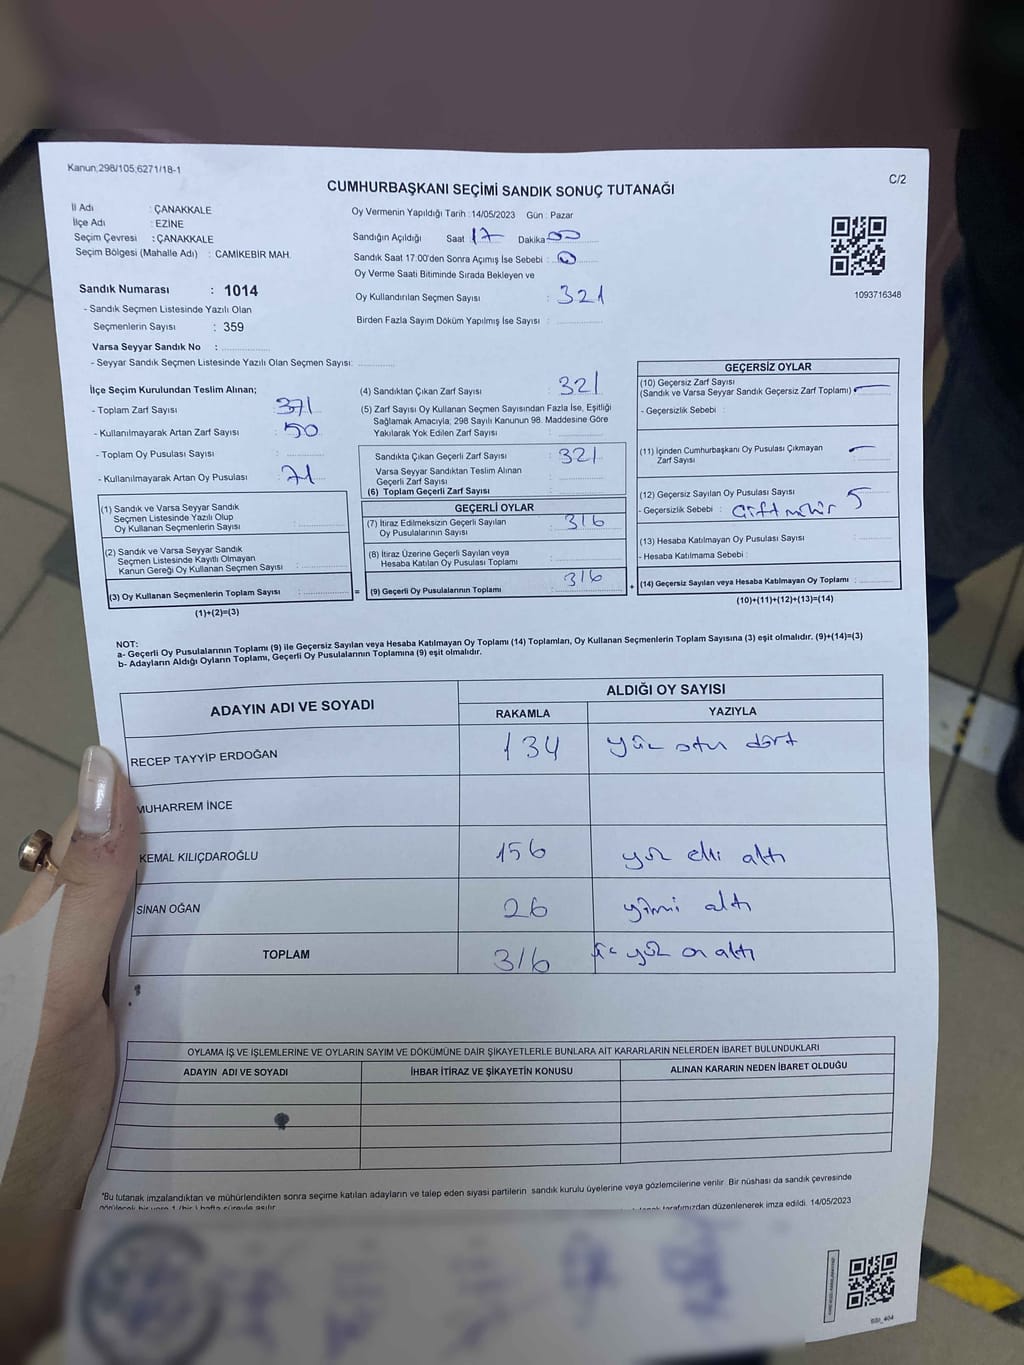 Kanun;298/105,6271/18-1
CUMHURBAŞKANI SEÇİMİ SANDIK SONUÇ TUTANAĞI
C/2
İl Adı : ÇANAKKALE
İlçe Adı : EZİNE
Seçim Çevresi : ÇANAKKALE
Seçim Bölgesi (Mahalle Adı) : CAMİKEBİR MAH.
Oy Vermenin Yapıldığı Tarih : 14/05/2023 Gün : Pazar
Sandığın Açıldığı Saat 17 Dakika 00
Sandık Saat 17:00'den Sonra Açımış İse Sebebi :
Oy Verme Saati Bitiminde Sırada Bekleyen ve
Oy Kullandırılan Seçmen Sayısı : 321
Birden Fazla Sayım Döküm Yapılmış İse Sayısı :
1093716348
Sandık Numarası : 1014
- Sandık Seçmen Listesinde Yazılı Olan
Seçmenlerin Sayısı : 359
Varsa Seyyar Sandık No :
- Seyyar Sandık Seçmen Listesinde Yazılı Olan Seçmen Sayısı:
İlçe Seçim Kurulundan Teslim Alınan;
- Toplam Zarf Sayısı : 371
- Kullanılmayarak Artan Zarf Sayısı : 50
- Toplam Oy Pusulası Sayısı :
- Kullanılmayarak Artan Oy Pusulası : 71
(1) Sandık ve Varsa Seyyar Sandık
Seçmen Listesinde Yazılı Olup
Oy Kullanan Seçmenlerin Sayısı :
(2) Sandık ve Varsa Seyyar Sandık
Seçmen Listesinde Kayıtlı Olmayan
Kanun Gereği Oy Kullanan Seçmen Sayısı :
(3) Oy Kullanan Seçmenlerin Toplam Sayısı : =
(1)+(2)=(3)
(4) Sandıktan Çıkan Zarf Sayısı : 321
(5) Zarf Sayısı Oy Kullanan Seçmen Sayısından Fazla İse, Eşitliği
Sağlamak Amacıyla; 298 Sayılı Kanunun 98. Maddesine Göre
Yakılarak Yok Edilen Zarf Sayısı :
Sandıkta Çıkan Geçerli Zarf Sayısı : 321
Varsa Seyyar Sandıktan Teslim Alınan
Geçerli Zarf Sayısı :
(6) Toplam Geçerli Zarf Sayısı :
GEÇERLİ OYLAR
(7) İtiraz Edilmeksizin Geçerli Sayılan
Oy Pusulalarının Sayısı : 316
(8) İtiraz Üzerine Geçerli Sayılan veya
Hesaba Katılan Oy Pusulası Toplamı :
(9) Geçerli Oy Pusulalarının Toplamı : 316 +
GEÇERSİZ OYLAR
(10) Geçersiz Zarf Sayısı
(Sandık ve Varsa Seyyar Sandık Geçersiz Zarf Toplamı)
- Geçersizlik Sebebi :
(11) İçinden Cumhurbaşkanı Oy Pusulası Çıkmayan
Zarf Sayısı
(12) Geçersiz Sayılan Oy Pusulası Sayısı : 5
- Geçersizlik Sebebi : Çift mühür
(13) Hesaba Katılmayan Oy Pusulası Sayısı :
- Hesaba Katılmama Sebebi :
(14) Geçersiz Sayılan veya Hesaba Katılmayan Oy Toplamı :
(10)+(11)+(12)+(13)=(14)
NOT:
a- Geçerli Oy Pusulalarının Toplamı (9) ile Geçersiz Sayılan veya Hesaba Katılmayan Oy Toplamı (14) Toplamları, Oy Kullanan Seçmenlerin Toplam Sayısına (3) eşit olmalıdır. (9)+(14)=(3)
b- Adayların Aldığı Oyların Toplamı, Geçerli Oy Pusulalarının Toplamına (9) eşit olmalıdır.
ADAYIN ADI VE SOYADI
ALDIĞI OY SAYISI
RAKAMLA YAZIYLA
RECEP TAYYİP ERDOĞAN 134 yüz otuz dört
MUHARREM İNCE
KEMAL KILIÇDAROĞLU 156 yüz elli altı
SİNAN OĞAN 26 yirmi altı
TOPLAM 316 üç yüz on altı
OYLAMA İŞ VE İŞLEMLERİNE VE OYLARIN SAYIM VE DÖKÜMÜNE DAİR ŞİKAYETLERLE BUNLARA AİT KARARLARIN NELERDEN İBARET BULUNDUKLARI
ADAYIN ADI VE SOYADI İHBAR İTİRAZ VE ŞİKAYETİN KONUSU ALINAN KARARIN NEDEN İBARET OLDUĞU
*Bu tutanak imzalandıktan ve mühürlendikten sonra seçime katılan adayların ve talep eden siyasi partilerin sandık kurulu üyelerine veya gözlemcilerine verilir. Bir nüshası da sandık çevresinde
tarafımızdan düzenlenerek imza edildi. 14/05/2023
SSI_404